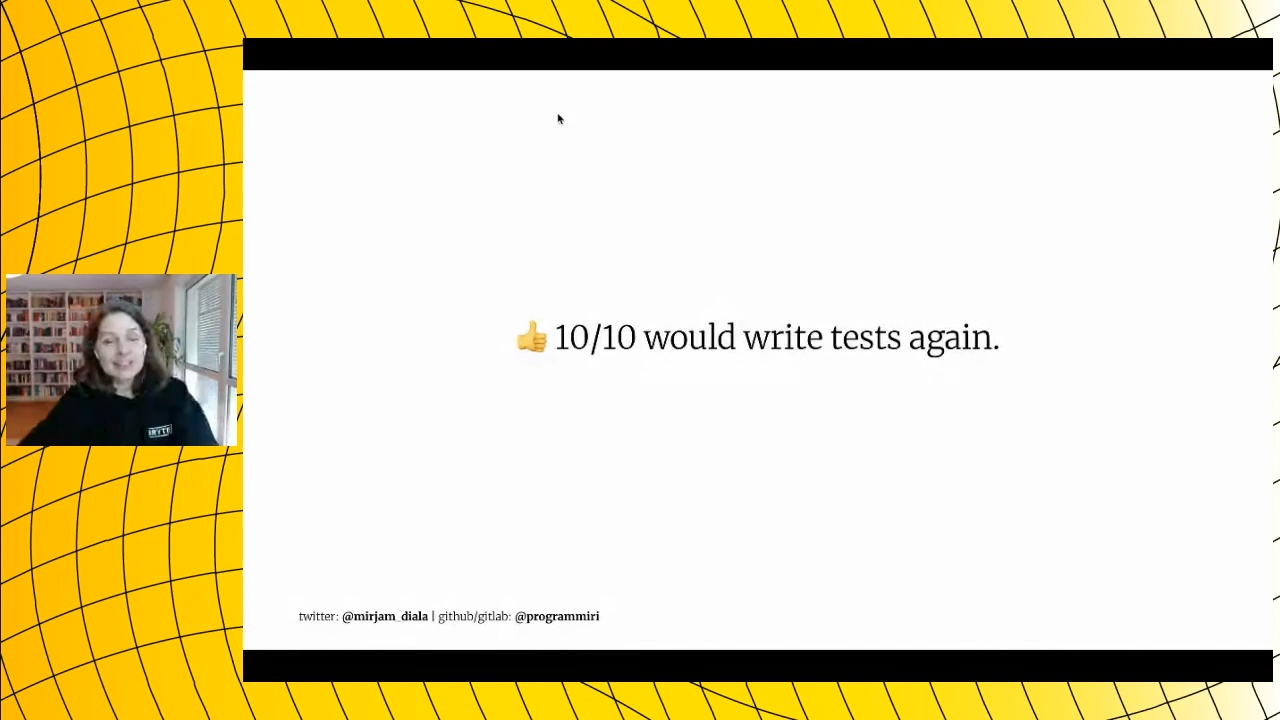 👍 10/10 would write tests again.
twitter: @mirjam_diala | github/gitlab: @programmiri